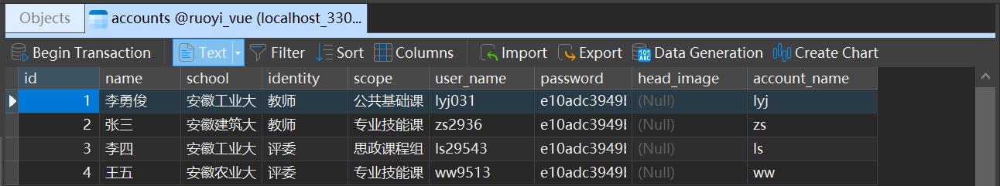 Objects accounts @ruoyi_vue (localhost_330...
Begin Transaction Text Filter Sort Columns Import Export Data Generation Create Chart
id name school identity scope user_name password head_image account_name
1 李勇俊 安徽工业大 教师 公共基础课 lyj031 e10adc3949b (Null) lyj
2 张三 安徽建筑大 教师 专业技能课 zs2936 e10adc3949b (Null) zs
3 李四 安徽工业大 评委 思政课程组 ls29543 e10adc3949b (Null) ls
4 王五 安徽农业大 评委 专业技能课 ww9513 e10adc3949b (Null) ww